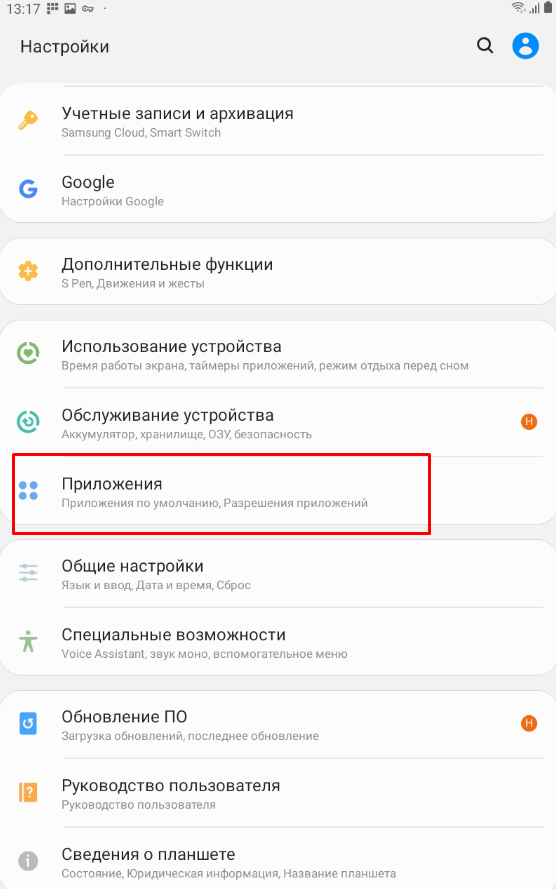 13:17
Настройки
Учетные записи и архивация
Samsung Cloud, Smart Switch
Google
Настройки Google
Дополнительные функции
S Pen, Движения и жесты
Использование устройства
Время работы экрана, таймеры приложений, режим отдыха перед сном
Обслуживание устройства
Н
Аккумулятор, хранилище, ОЗУ, безопасность
Приложения
Приложения по умолчанию, Разрешения приложений
Общие настройки
Язык и ввод, Дата и время, Сброс
Специальные возможности
Voice Assistant, звук моно, вспомогательное меню
Обновление ПО
Н
Загрузка обновлений, последнее обновление
Руководство пользователя
Руководство пользователя
Сведения о планшете
Состояние, Юридическая информация, Название планшета